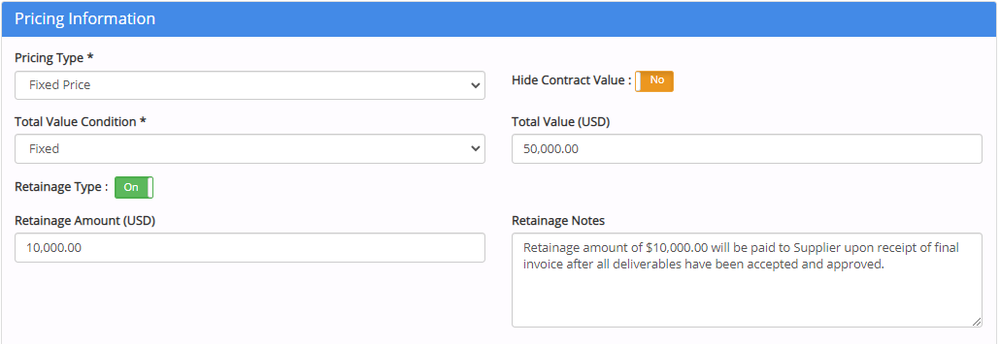 Pricing Information
Pricing Type *
Fixed Price
Hide Contract Value : No
Total Value Condition *
Fixed
Total Value (USD)
50,000.00
Retainage Type : On
Retainage Amount (USD)
10,000.00
Retainage Notes
Retainage amount of $10,000.00 will be paid to Supplier upon receipt of final
invoice after all deliverables have been accepted and approved.